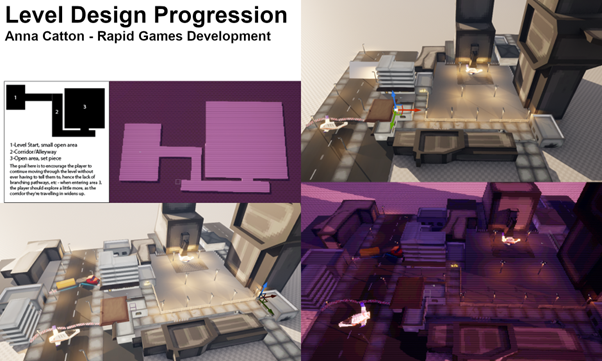 Level Design Progression
Anna Catton - Rapid Games Development
1
2
3
1-Level Start, small open area
2-Corridor/Alleyway
3-Open area, set piece
The goal here is to encourage the player to
continue moving through the level without
ever having to tell them to, hence the lack of
branching pathways, etc - when entering area 3,
the player should explore a little more, as the
corridor they're travelling in widens up.